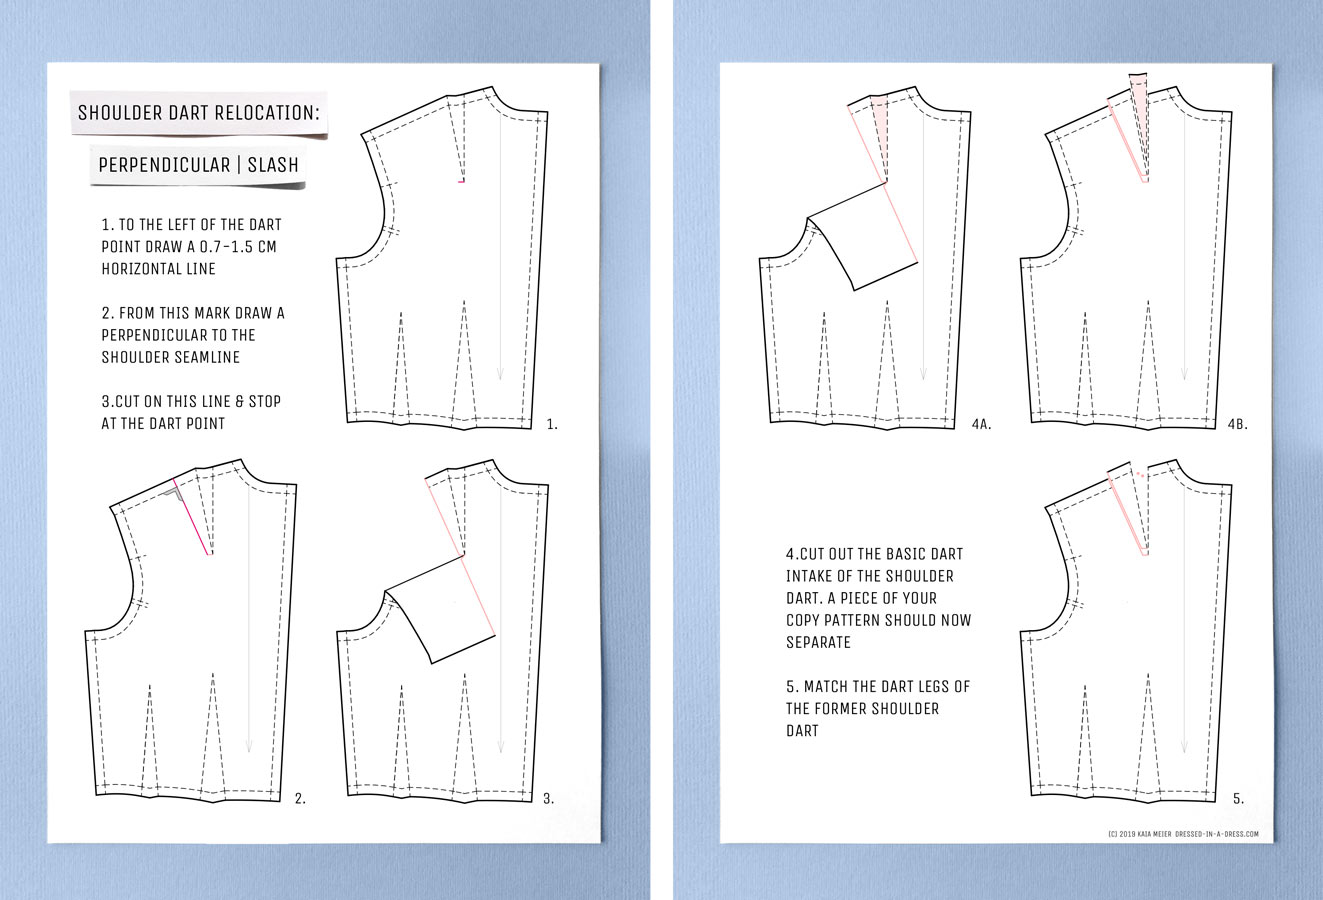 SHOULDER DART RELOCATION:
PERPENDICULAR | SLASH
1. TO THE LEFT OF THE DART
POINT DRAW A 0.7-1.5 CM
HORIZONTAL LINE
2. FROM THIS MARK DRAW A
PERPENDICULAR TO THE
SHOULDER SEAMLINE
3.CUT ON THIS LINE & STOP
AT THE DART POINT
1.
2.
3.
4A.
4B.
4.CUT OUT THE BASIC DART
INTAKE OF THE SHOULDER
DART. A PIECE OF YOUR
COPY PATTERN SHOULD NOW
SEPARATE
5. MATCH THE DART LEGS OF
THE FORMER SHOULDER
DART
5.
(C) 2019 KAIA MEIER DRESSED-IN-A-DRESS.COM